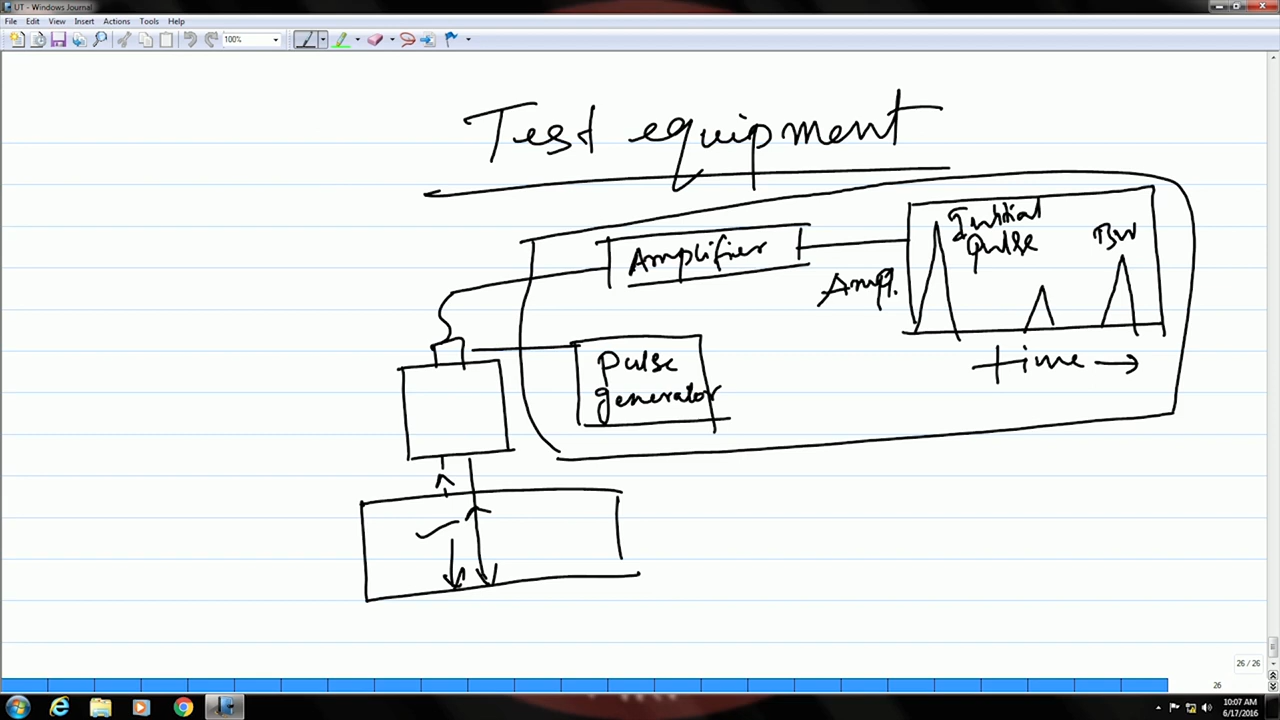 UT - Windows Journal
File Edit View Insert Actions Tools Help
100%
Test equipment
Amplifier
Initial
pulse
BW
Amp.
time
pulse
generator
26 / 26
26
10:07 AM
6/17/2016